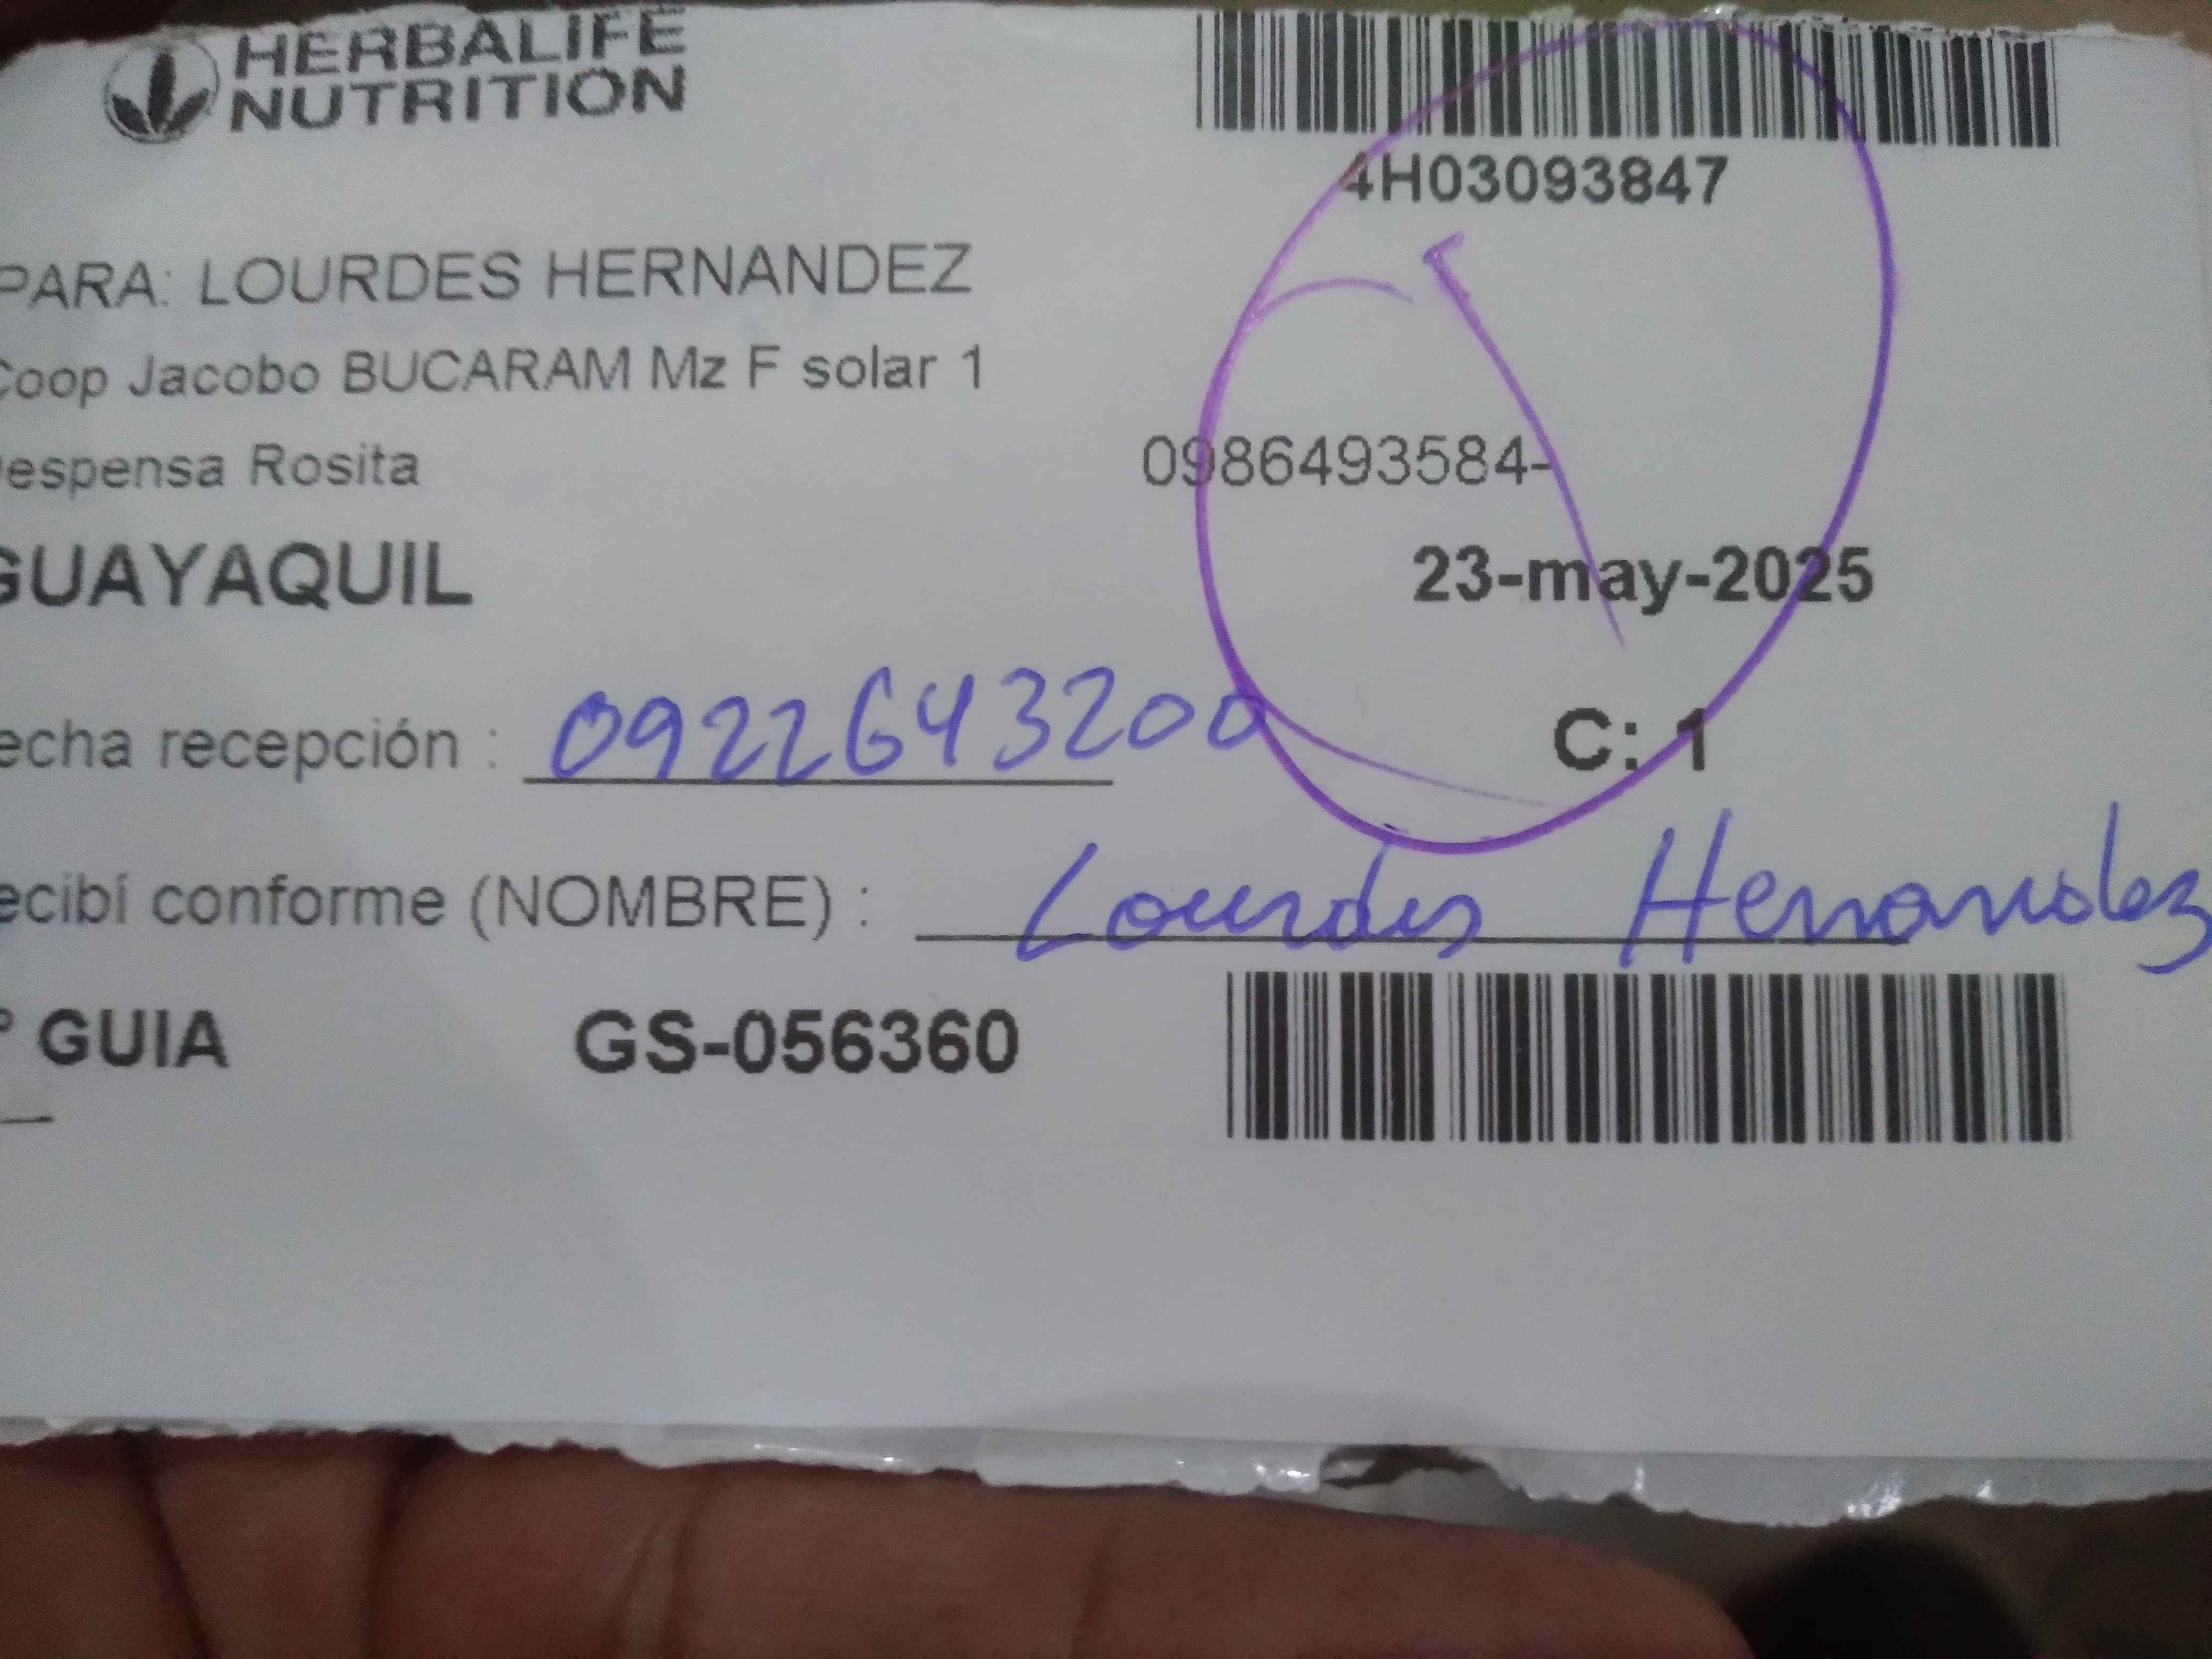 HERBALIFE
NUTRITION
4H03093847
PARA: LOURDES HERNANDEZ
Coop Jacobo BUCARAM Mz F solar 1
espensa Rosita
0986493584-
GUAYAQUIL
23-may-2025
echa recepción : 0922643200
C: 1
ecibí conforme (NOMBRE) : Lourdes Hernandez
° GUIA GS-056360